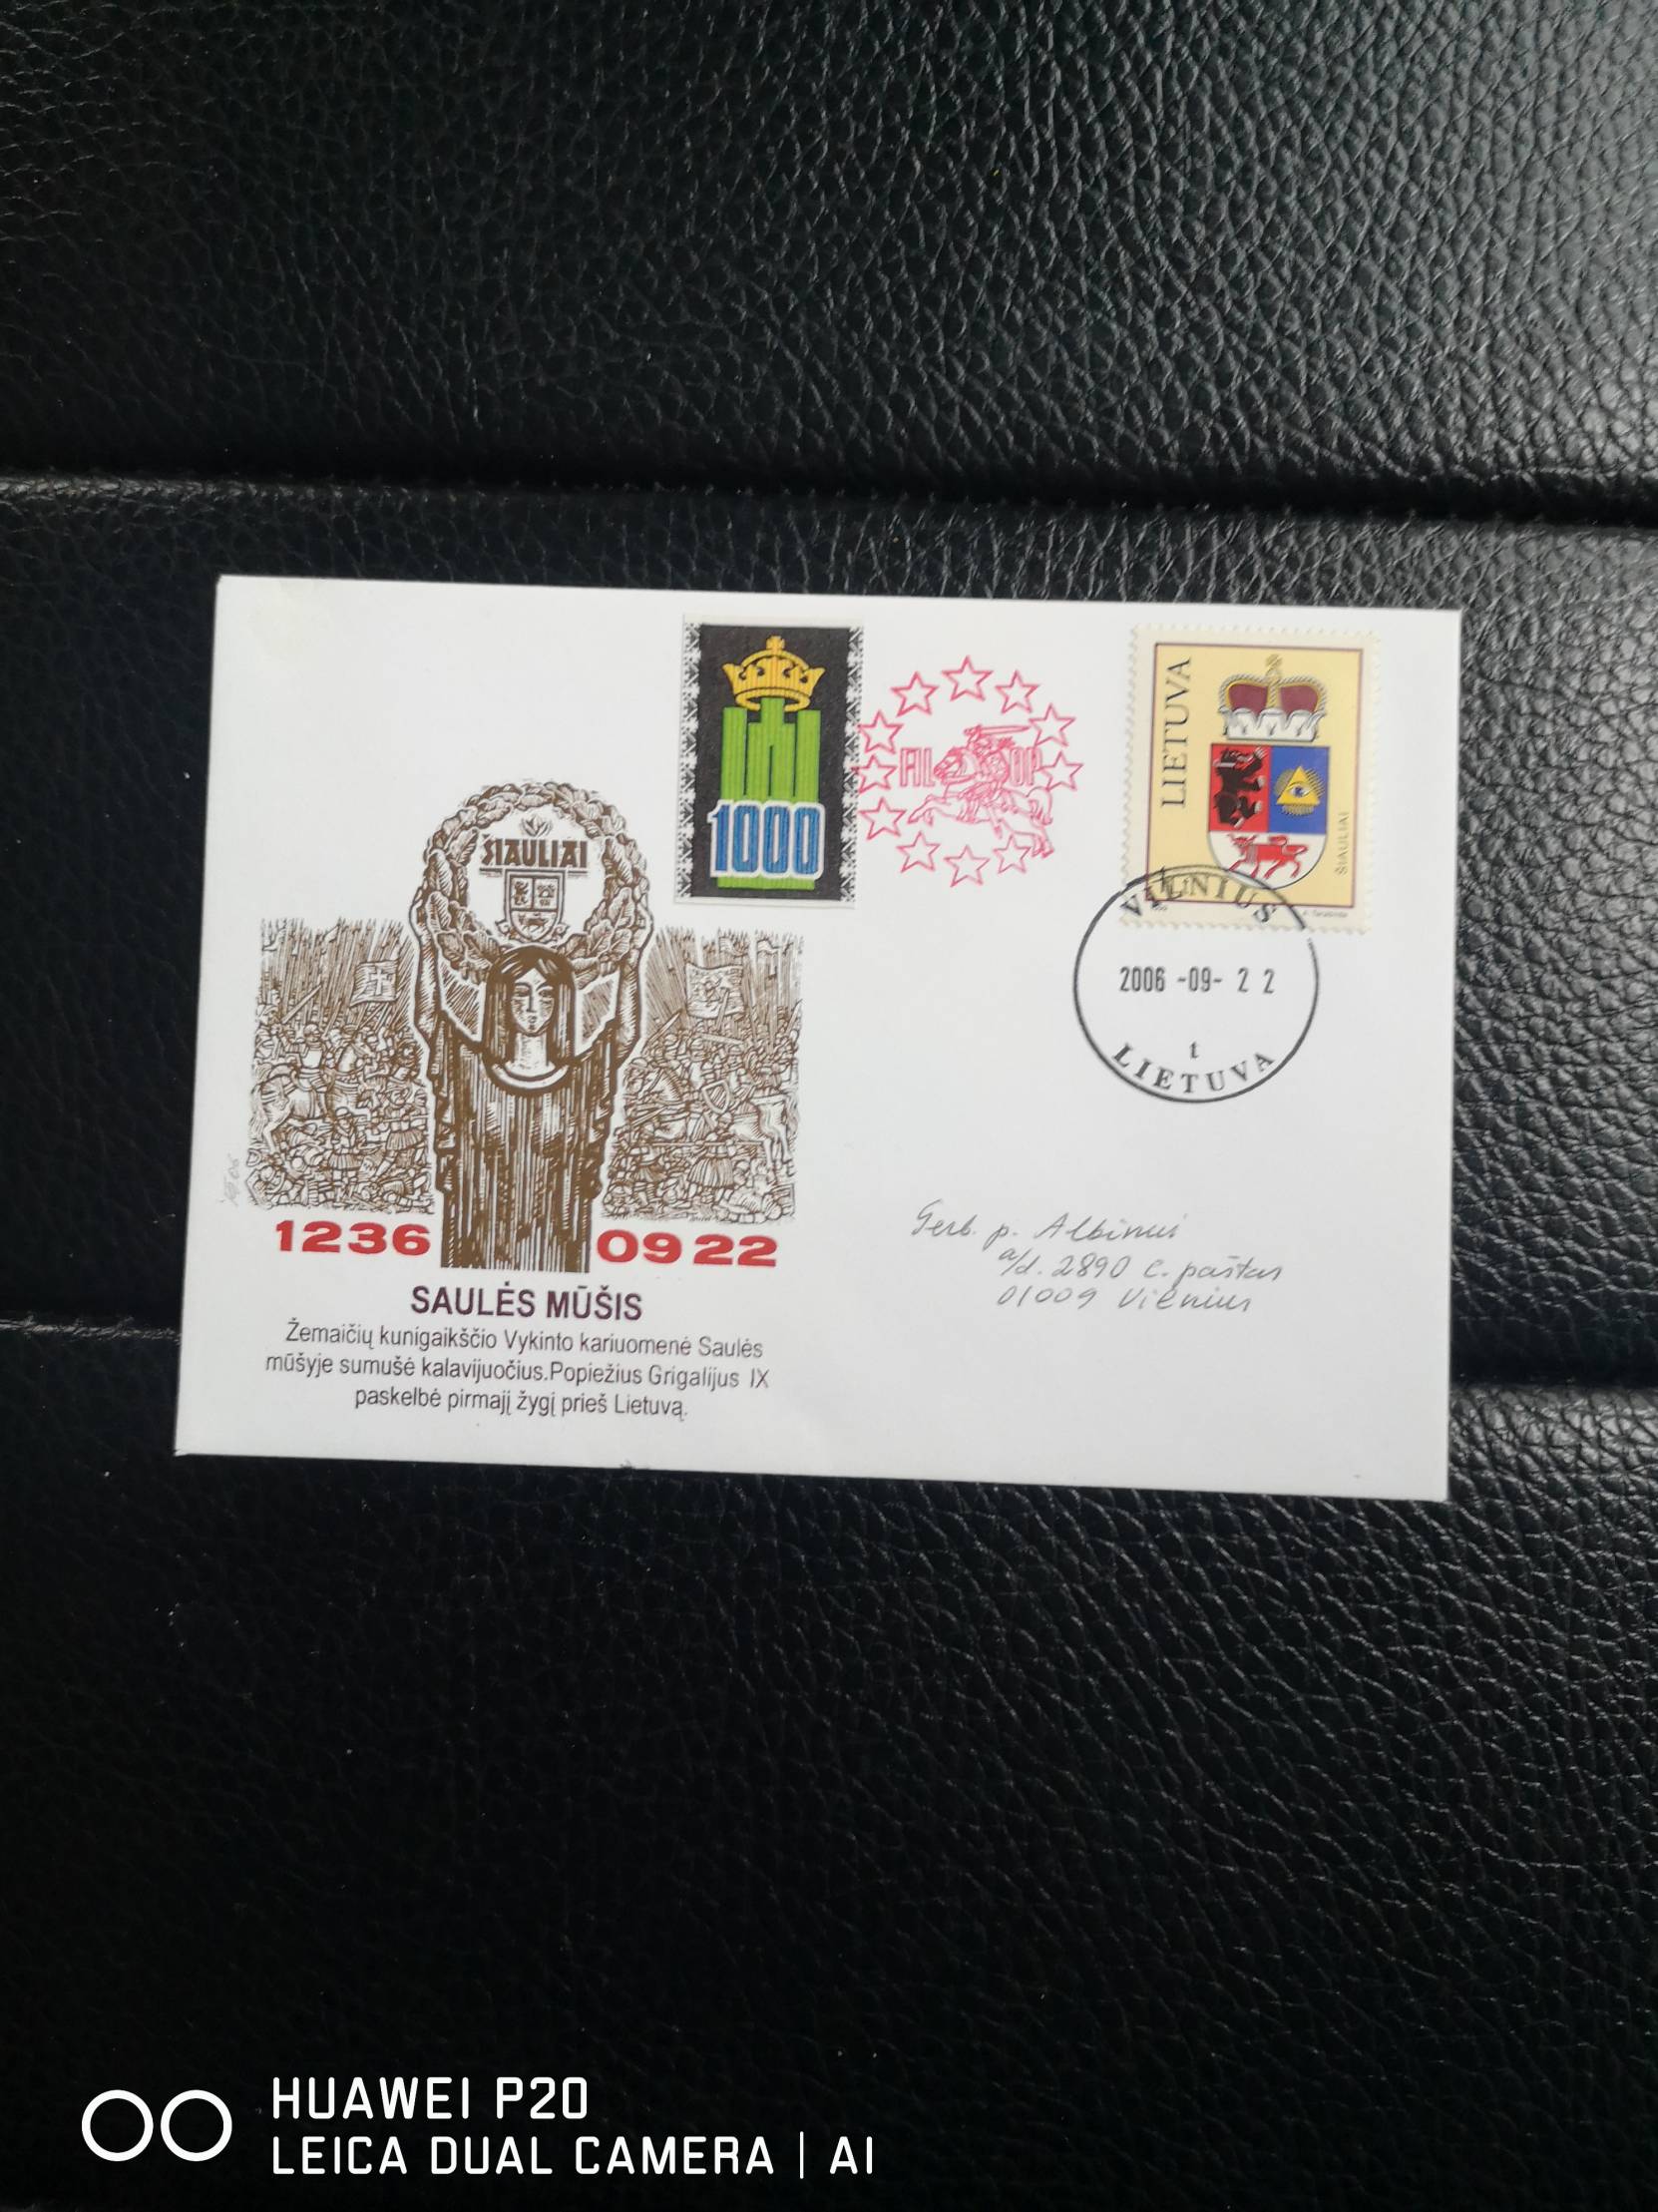 1000
FIL OP
LIETUVA
ŠIAULIAI
VILNIUS
2006 -09- 2 2
t
LIETUVA
ŠIAULIAI
1236 09 22
SAULĖS MŪŠIS
Žemaičių kunigaikščio Vykinto kariuomenė Saulės
mūšyje sumušė kalavijuočius.Popiežius Grigalijus IX
paskelbė pirmajį žygį prieš Lietuvą.
Gerb. p. Albinui
a/d. 2890 c. paštas
01009 Vilnius
HUAWEI P20
LEICA DUAL CAMERA | AI